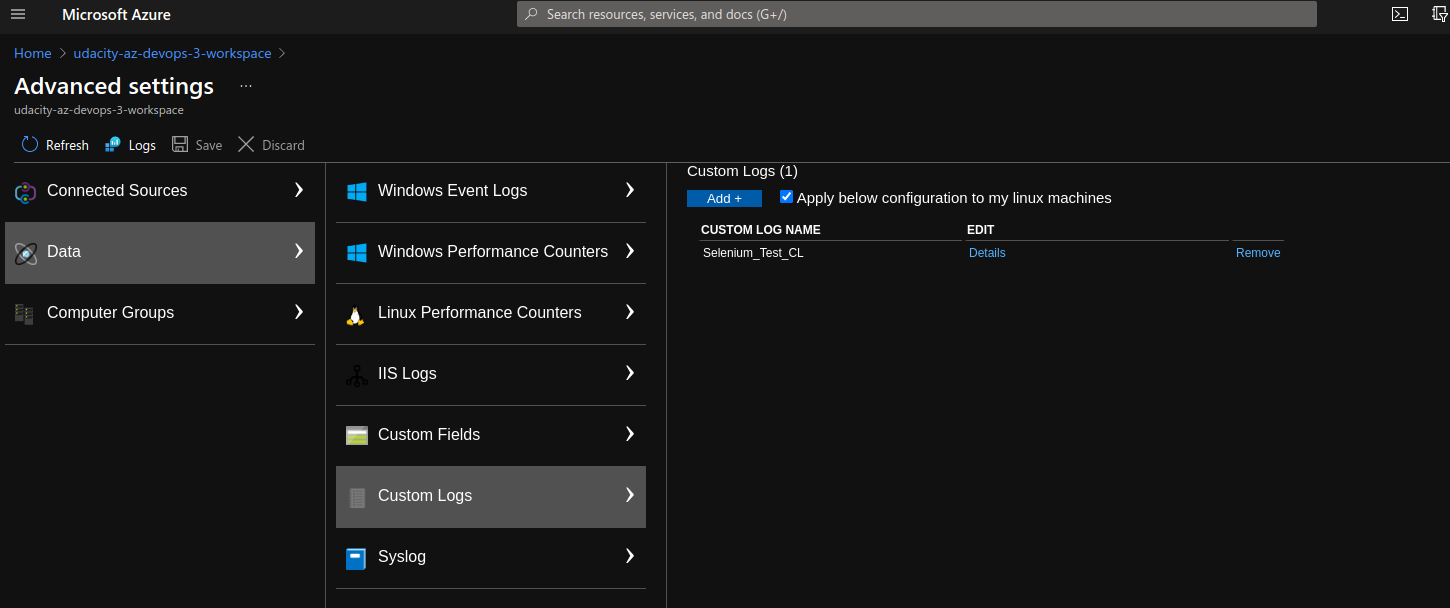 Microsoft Azure
Search resources, services, and docs (G+/)
Home > udacity-az-devops-3-workspace >
Advanced settings ...
udacity-az-devops-3-workspace
Refresh Logs Save Discard
Connected Sources
Data
Computer Groups
Windows Event Logs
Windows Performance Counters
Linux Performance Counters
IIS Logs
Custom Fields
Custom Logs
Syslog
Custom Logs (1)
Add + Apply below configuration to my linux machines
CUSTOM LOG NAME EDIT
Selenium_Test_CL Details Remove